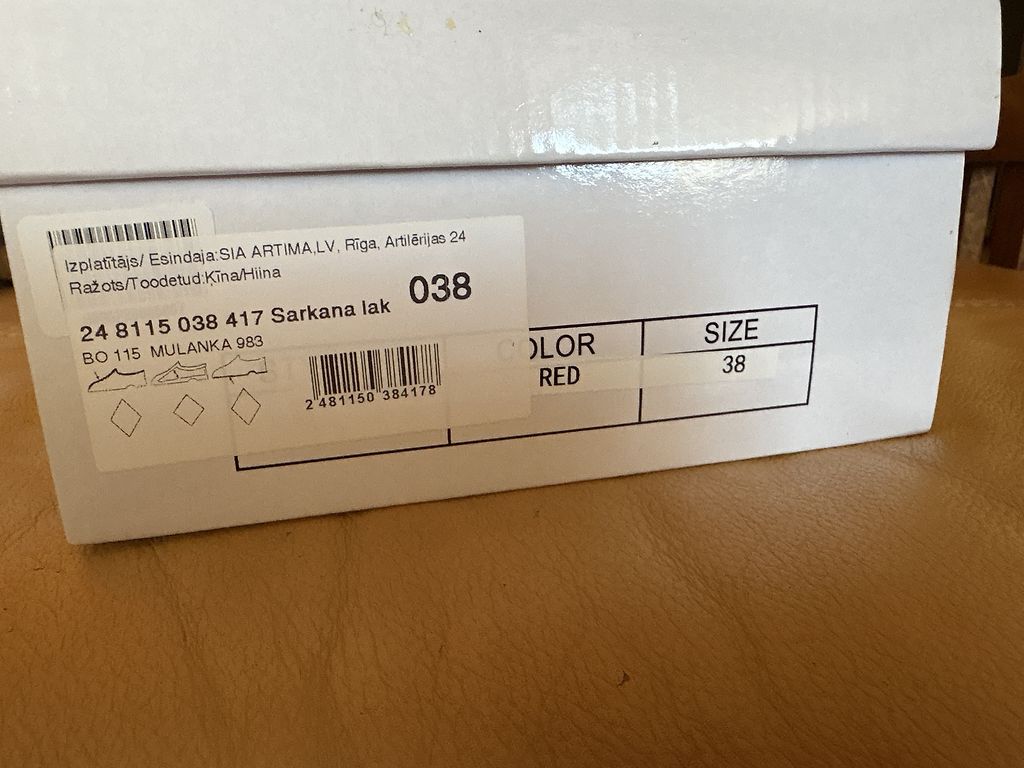 Izplatītājs/ Esindaja:SIA ARTIMA,LV, Rīga, Artilērijas 24
Ražots/Toodetud:Ķīna/Hiina
038
24 8115 038 417 Sarkana lak
BO 115 MULANKA 983
2 481150 384178
COLOR SIZE
RED 38